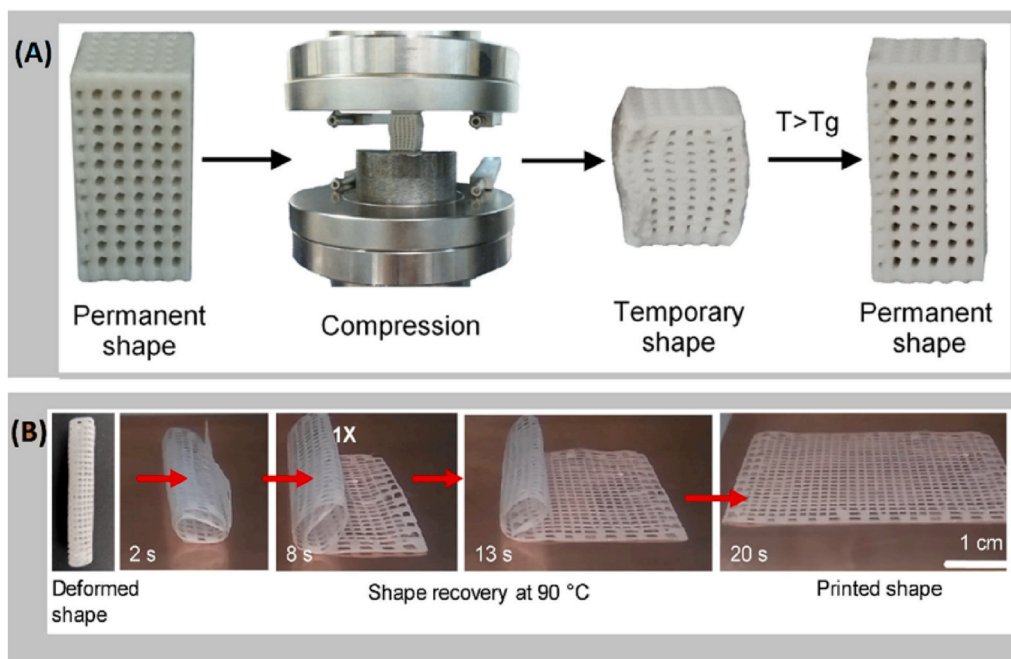 (A)
T>Tg
Permanent
shape
Compression
Temporary
shape
Permanent
shape
(B)
1X
2 s
8 s
13 s
20 s
1 cm
Deformed
shape
Shape recovery at 90 °C
Printed shape